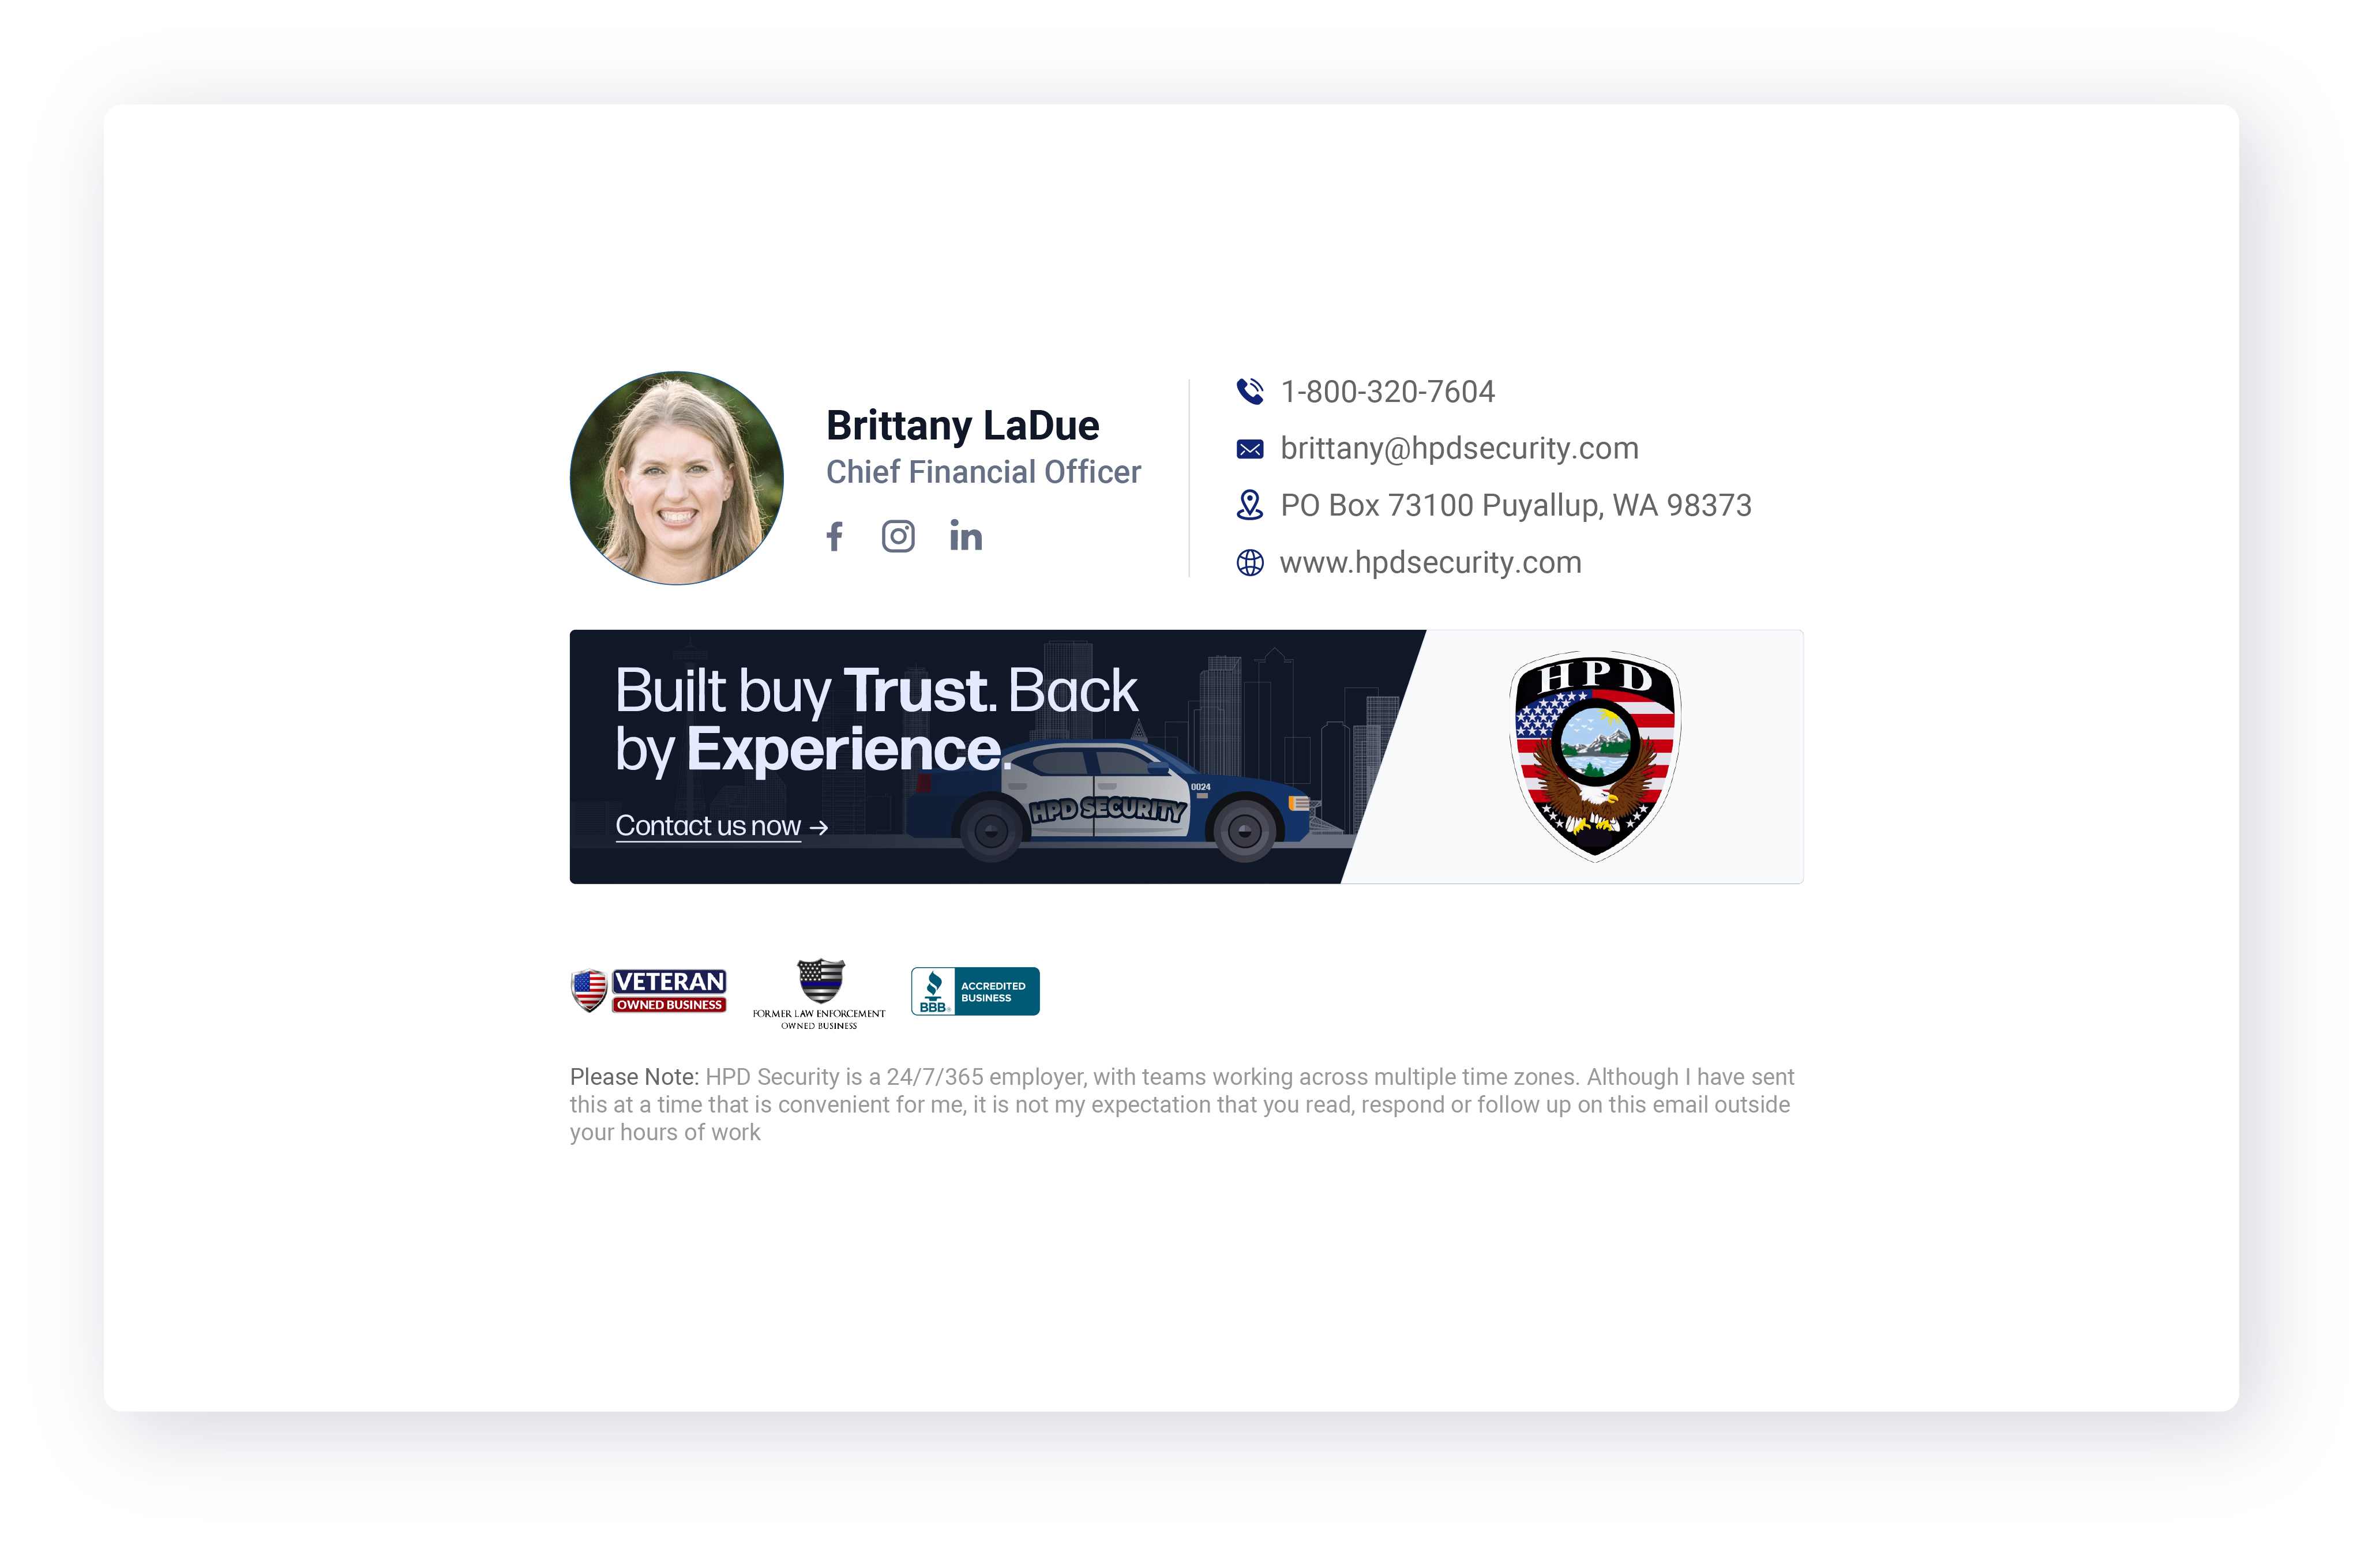 Brittany LaDue
Chief Financial Officer
1-800-320-7604
brittany@hpdsecurity.com
PO Box 73100 Puyallup, WA 98373
www.hpdsecurity.com
Built buy Trust. Back
by Experience.
Contact us now
HPD SECURITY
0024
HPD
VETERAN
OWNED BUSINESS
FORMER LAW ENFORCEMENT
OWNED BUSINESS
BBB®
ACCREDITED
BUSINESS
Please Note: HPD Security is a 24/7/365 employer, with teams working across multiple time zones. Although I have sent
this at a time that is convenient for me, it is not my expectation that you read, respond or follow up on this email outside
your hours of work